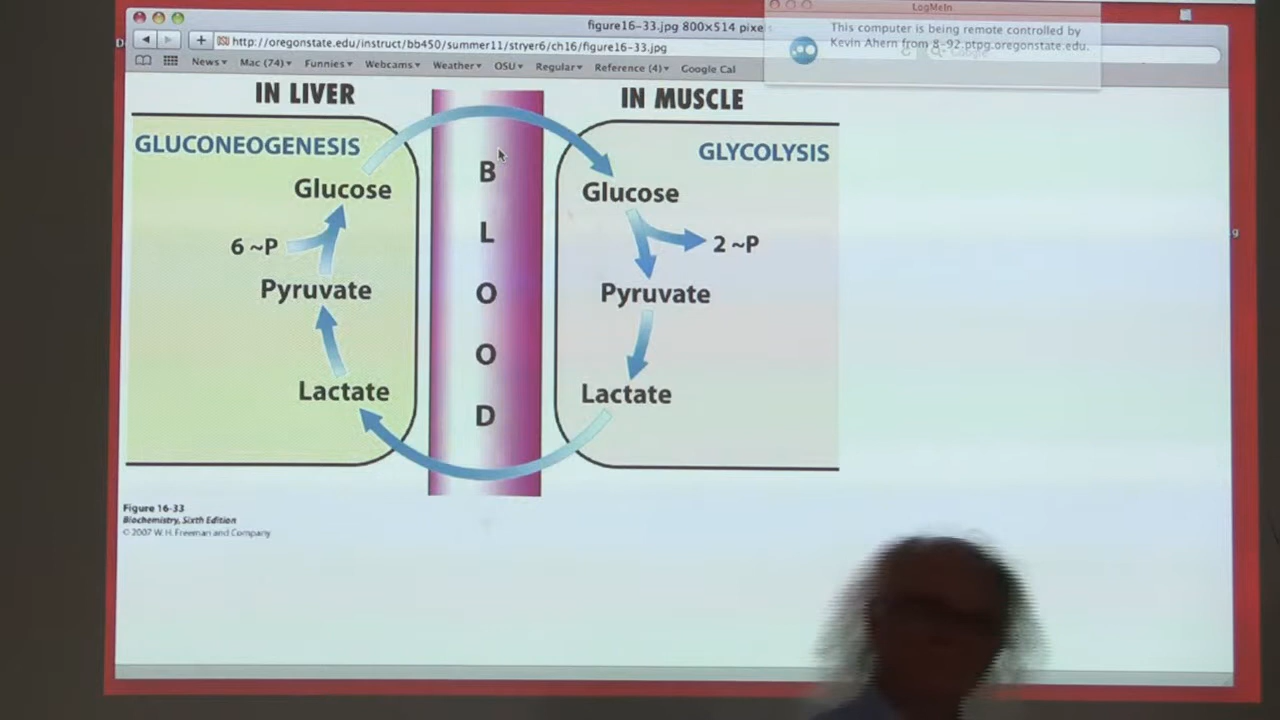 LogMeIn
figure16-33.jpg 800×514 pixe
This computer is being remote controlled by
Kevin Ahern from 8-92.ptpg.oregonstate.edu.
http://oregonstate.edu/instruct/bb450/summer11/stryer6/ch16/figure16-33.jpg
News Mac (74) Funnies Webcams Weather OSU Regular Reference (4) Google Cal
IN LIVER
IN MUSCLE
GLUCONEOGENESIS
GLYCOLYSIS
BLOOD
Glucose
Glucose
6 ~P
2 ~P
Pyruvate
Pyruvate
Lactate
Lactate
Figure 16-33
Biochemistry, Sixth Edition
© 2007 W. H. Freeman and Company